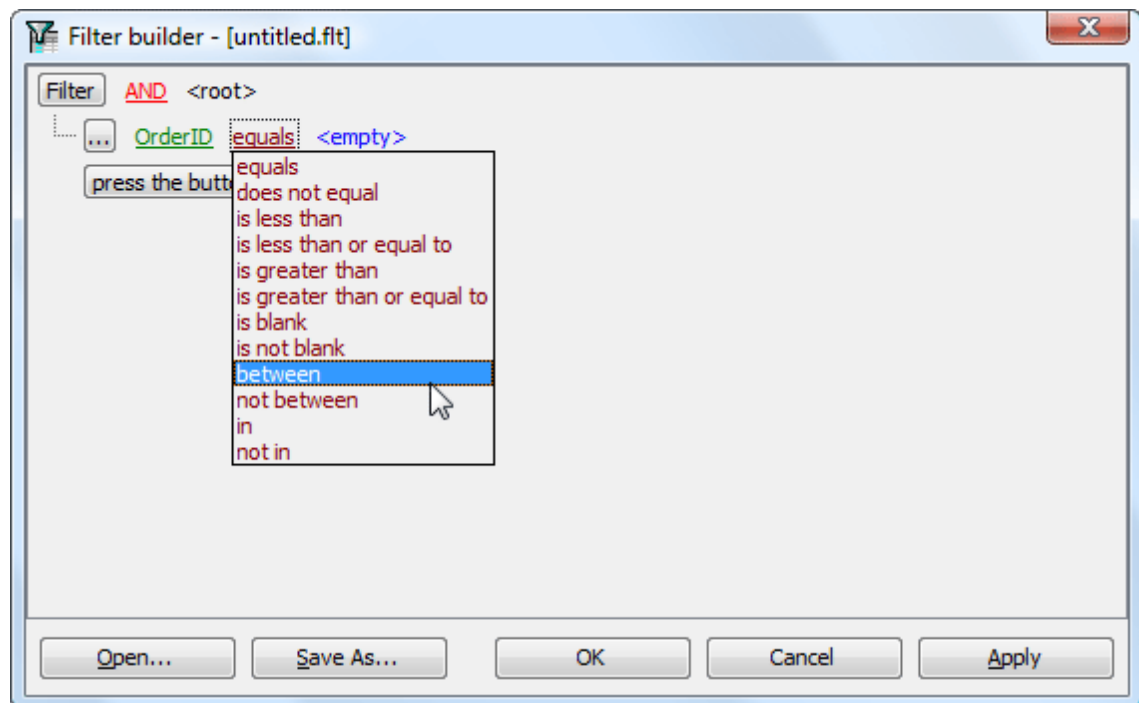 Filter builder - [untitled.flt]
X
Filter AND <root>
... OrderID equals <empty>
press the butt
equals
does not equal
is less than
is less than or equal to
is greater than
is greater than or equal to
is blank
is not blank
between
not between
in
not in
Open... Save As... OK Cancel Apply